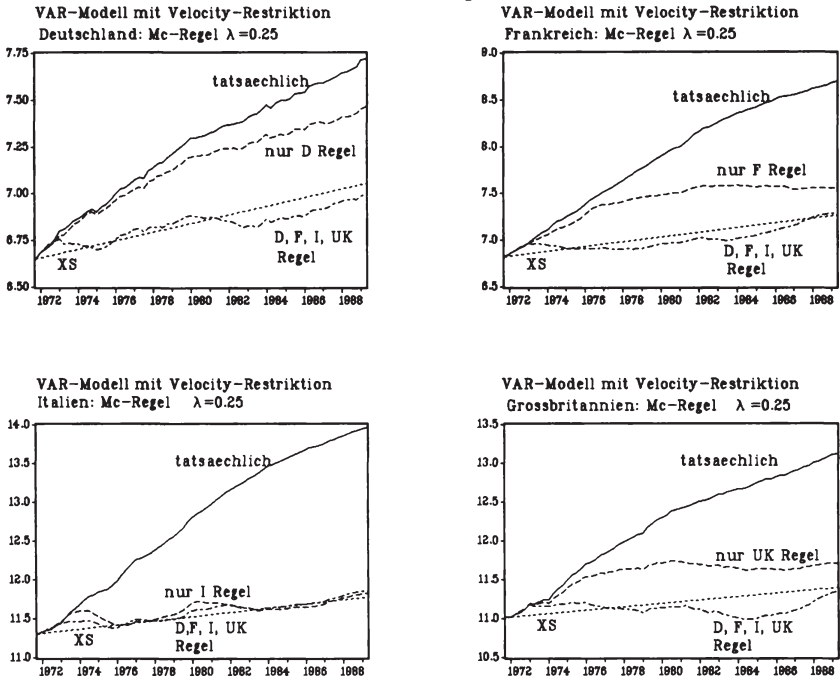 VAR-Modell mit Velocity-Restriktion
Deutschland: Mc-Regel λ=0.25
7.75
7.50
7.25
7.00
6.75
6.50
tatsaechlich
nur D Regel
D, F, I, UK
Regel
XS
1972 1974 1976 1978 1980 1982 1984 1986 1988
VAR-Modell mit Velocity-Restriktion
Frankreich: Mc-Regel λ=0.25
9.0
8.5
8.0
7.5
7.0
6.5
tatsaechlich
nur F Regel
XS
D, F, I, UK
Regel
1972 1974 1976 1978 1980 1982 1984 1986 1988
VAR-Modell mit Velocity-Restriktion
Italien: Mc-Regel λ=0.25
14.0
13.5
13.0
12.5
12.0
11.5
11.0
tatsaechlich
nur I Regel
XS
D,F, I, UK
Regel
1972 1974 1976 1978 1980 1982 1984 1986 1988
VAR-Modell mit Velocity-Restriktion
Grossbritannien: Mc-Regel λ=0.25
13.5
13.0
12.5
12.0
11.5
11.0
10.5
tatsaechlich
nur UK Regel
XS
D, F, I, UK
Regel
1972 1974 1976 1978 1980 1982 1984 1986 1988